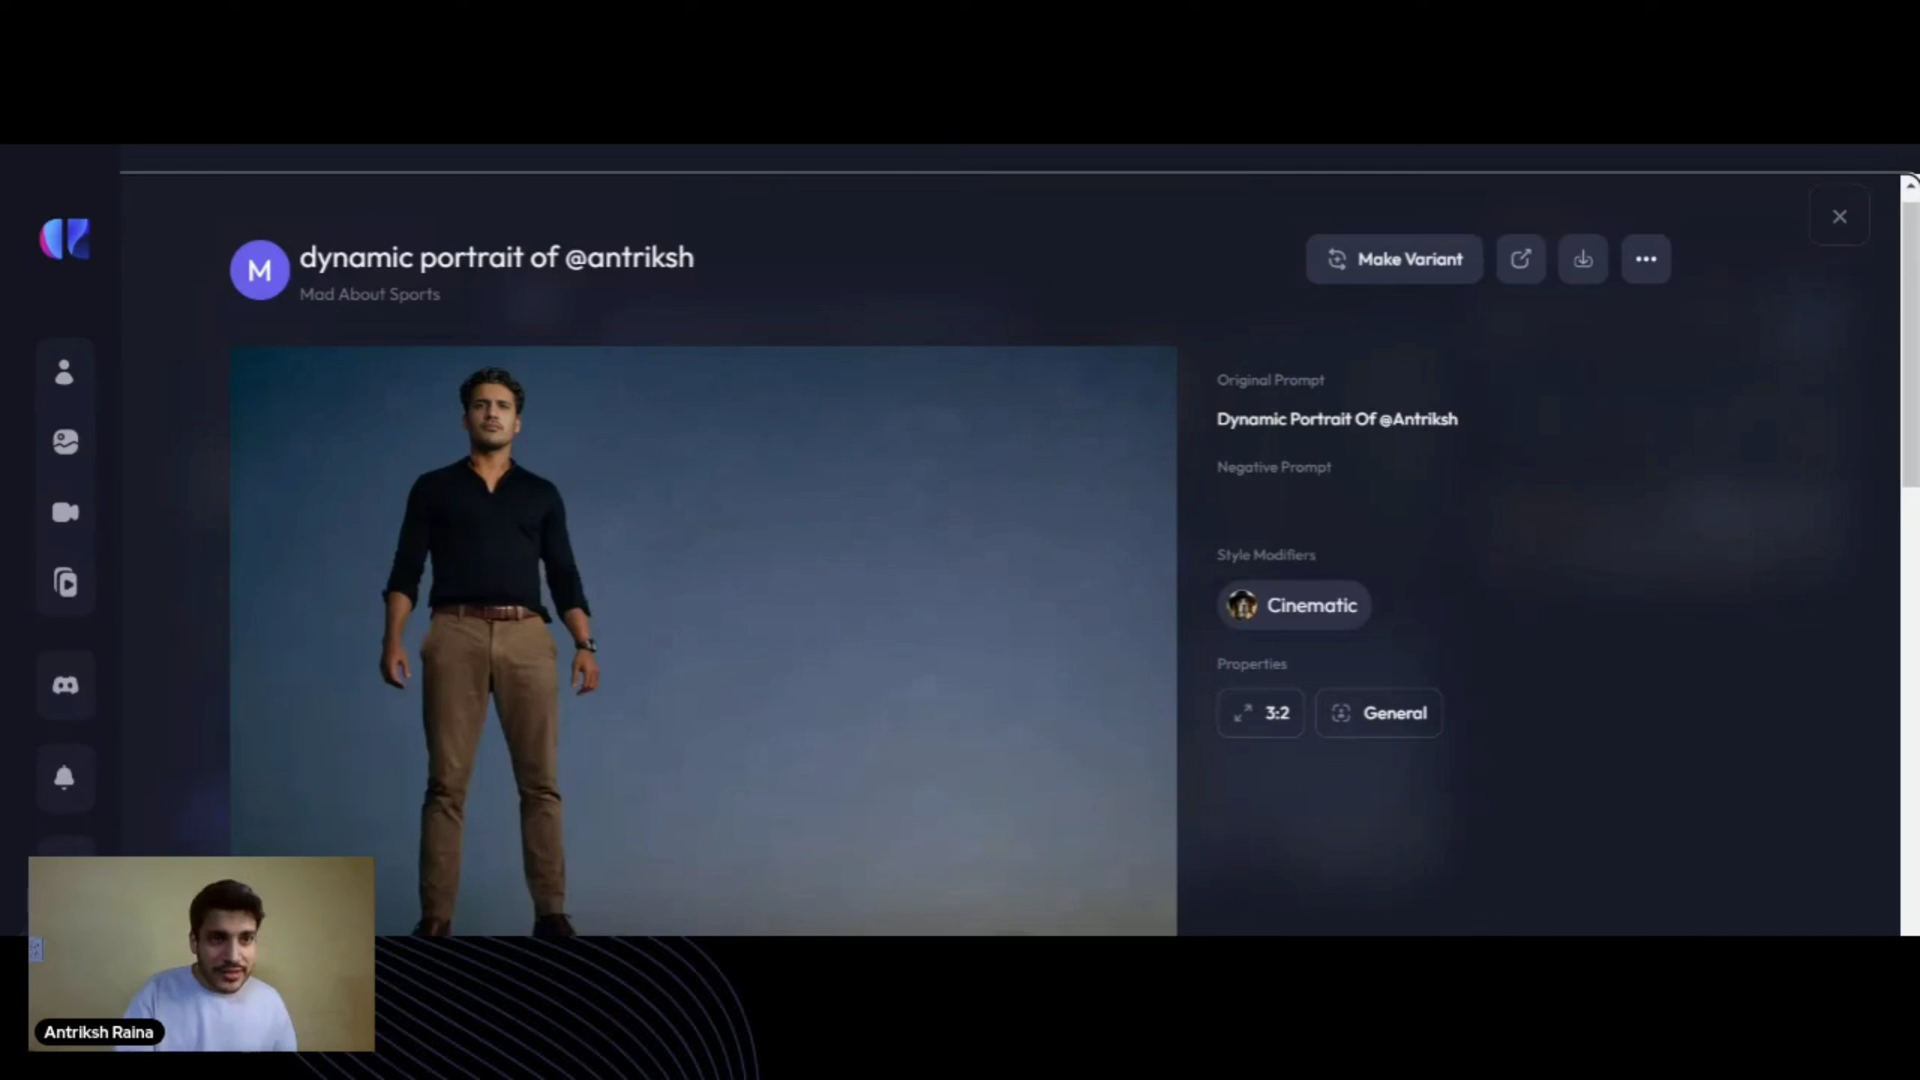 M
dynamic portrait of @antriksh
Mad About Sports
Make Variant
Original Prompt
Dynamic Portrait Of @Antriksh
Negative Prompt
Style Modifiers
Cinematic
Properties
3:2
General
Antriksh Raina